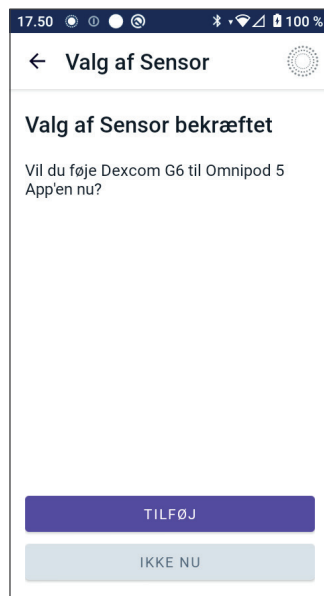 17.50 100 %
Valg af Sensor
Valg af Sensor bekræftet
Vil du føje Dexcom G6 til Omnipod 5
App'en nu?
TILFØJ
IKKE NU